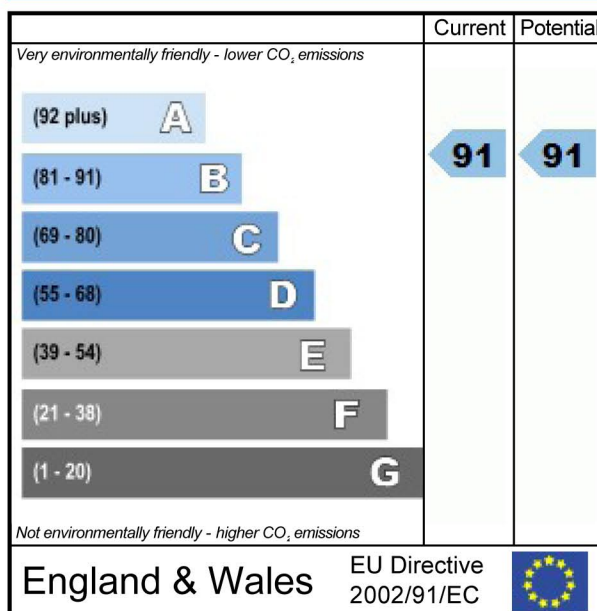 Current Potential
Very environmentally friendly - lower CO₂ emissions
(92 plus) A
(81 - 91) B
91 91
(69 - 80) C
(55 - 68) D
(39 - 54) E
(21 - 38) F
(1 - 20) G
Not environmentally friendly - higher CO₂ emissions
England & Wales
EU Directive
2002/91/EC